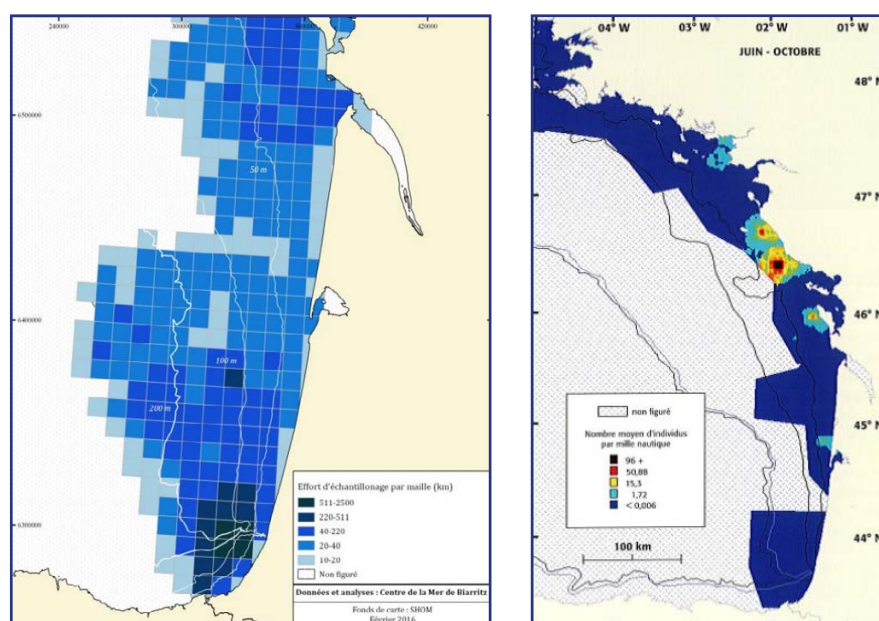 240000
300000
420000
6500000
6400000
6300000
50 m
100 m
200 m
Effort d'échantillonage par maille (km)
511-2500
220-511
40-220
20-40
10-20
Non figuré
Données et analyses : Centre de la Mer de Biarritz
Fonds de carte : SHOM
Février 2016
04° W
03° W
02° W
01° W
JUIN - OCTOBRE
48° N
47° N
46° N
45° N
44° N
non figuré
Nombre moyen d'individus
par mille nautique
96 +
50,88
15,3
1,72
< 0,006
100 km